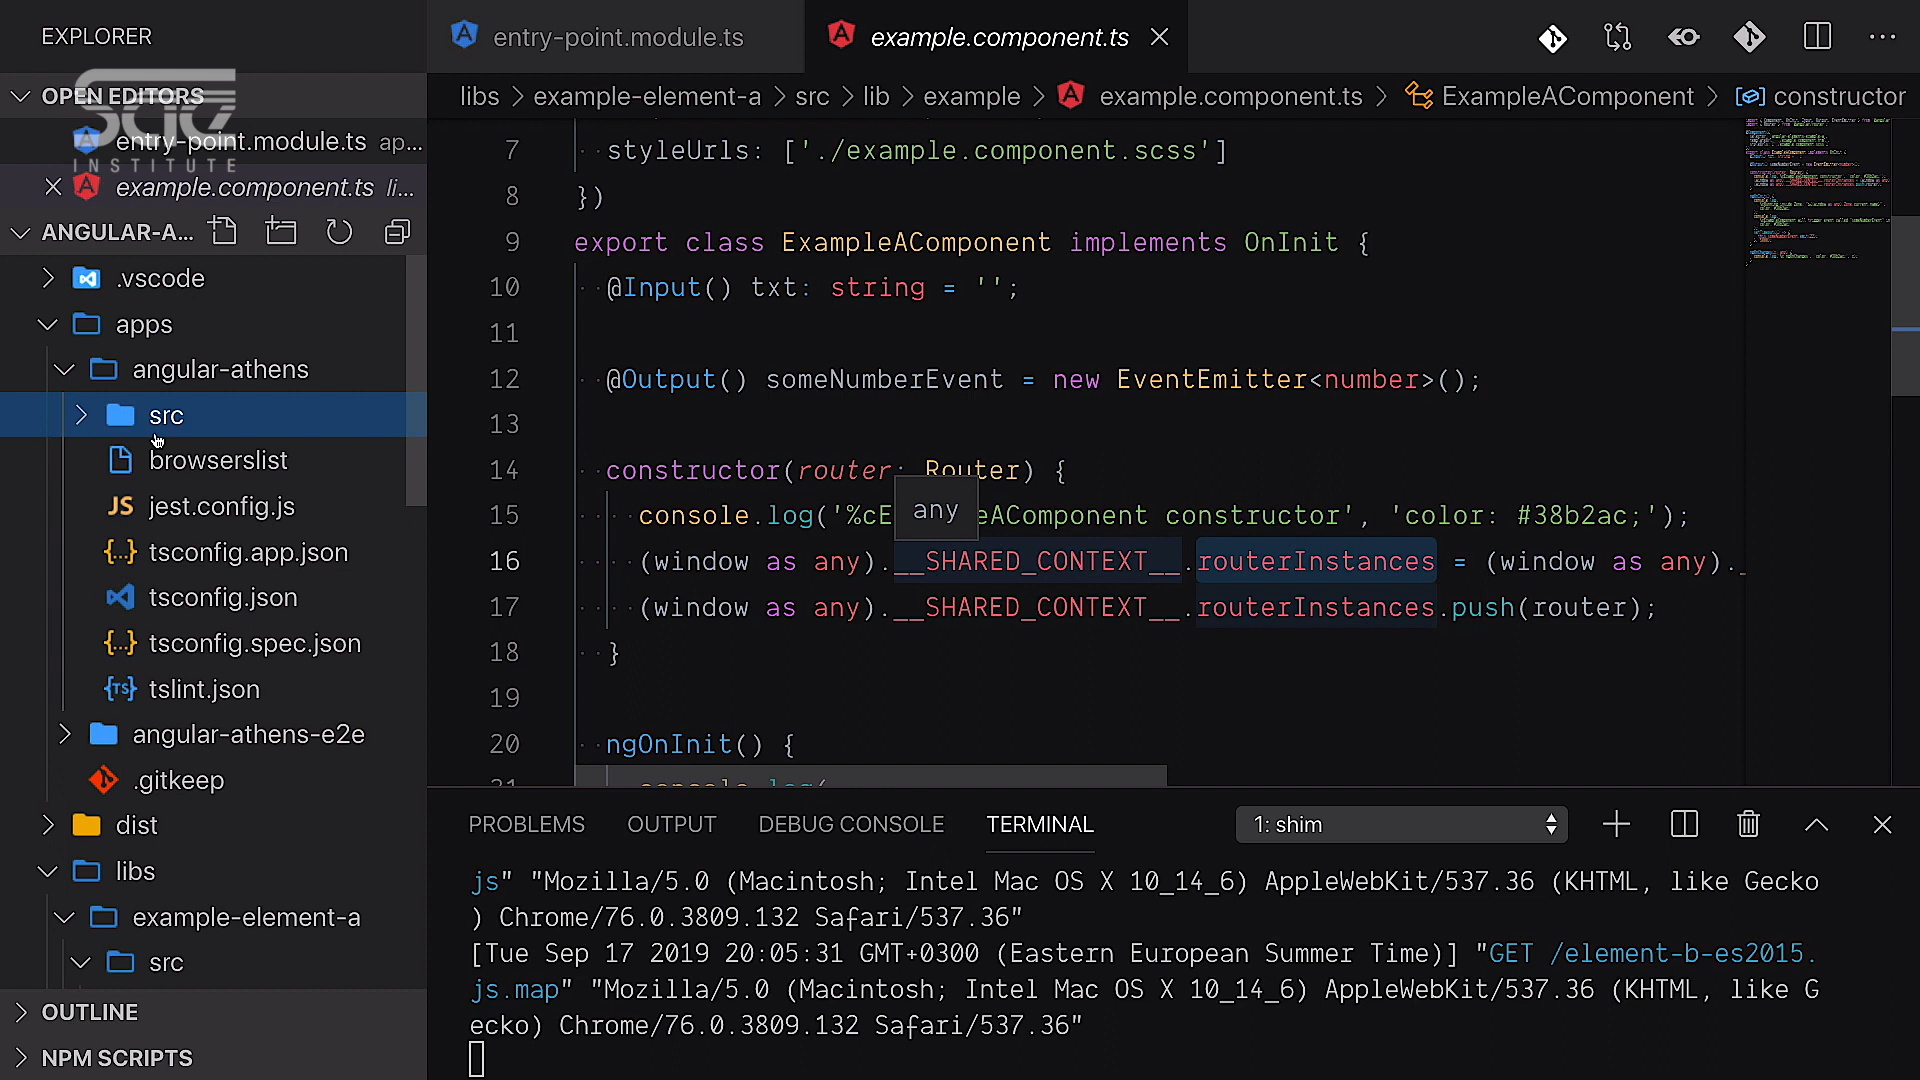 EXPLORER
entry-point.module.ts
example.component.ts
OPEN EDITORS
SAE
INSTITUTE
entry-point.module.ts ap...
example.component.ts li...
ANGULAR-A...
.vscode
apps
angular-athens
src
browserslist
jest.config.js
tsconfig.app.json
tsconfig.json
tsconfig.spec.json
tslint.json
angular-athens-e2e
.gitkeep
dist
libs
example-element-a
src
OUTLINE
NPM SCRIPTS
libs > example-element-a > src > lib > example > example.component.ts > ExampleAComponent > constructor
7 styleUrls: ['./example.component.scss']
8 })
9 export class ExampleAComponent implements OnInit {
10 @Input() txt: string = '';
11
12 @Output() someNumberEvent = new EventEmitter<number>();
13
14 constructor(router: Router) {
any
15 console.log('%cE eAComponent constructor', 'color: #38b2ac;');
16 (window as any).__SHARED_CONTEXT__.routerInstances = (window as any)._
17 (window as any).__SHARED_CONTEXT__.routerInstances.push(router);
18 }
19
20 ngOnInit() {
21 console.log(
PROBLEMS OUTPUT DEBUG CONSOLE TERMINAL 1: shim
js" "Mozilla/5.0 (Macintosh; Intel Mac OS X 10_14_6) AppleWebKit/537.36 (KHTML, like Gecko
) Chrome/76.0.3809.132 Safari/537.36"
[Tue Sep 17 2019 20:05:31 GMT+0300 (Eastern European Summer Time)] "GET /element-b-es2015.
js.map" "Mozilla/5.0 (Macintosh; Intel Mac OS X 10_14_6) AppleWebKit/537.36 (KHTML, like G
ecko) Chrome/76.0.3809.132 Safari/537.36"